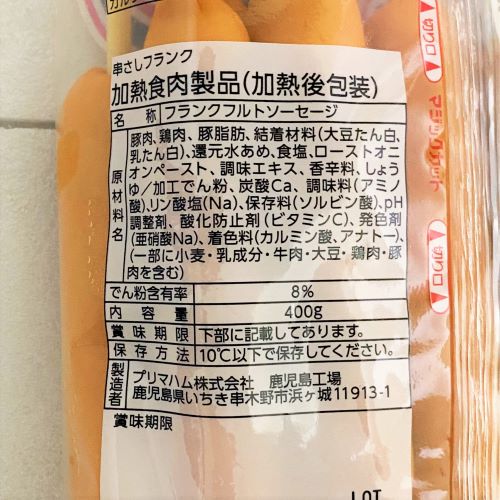 串さしフランク
加熱食肉製品(加熱後包装)
名 称 フランクフルトソーセージ
原材料名
豚肉、鶏肉、豚脂肪、結着材料(大豆たん白、
乳たん白)、還元水あめ、食塩、ローストオニ
オンペースト、調味エキス、香辛料、しょう
ゆ/加工でん粉、炭酸Ca、調味料(アミノ
酸)、リン酸塩(Na)、保存料(ソルビン酸)、pH
調整剤、酸化防止剤(ビタミンC)、発色剤
(亜硝酸Na)、着色料(カルミン酸、アナトー)、
(一部に小麦・乳成分・牛肉・大豆・鶏肉・豚
肉を含む)
でん粉含有率 8%
内 容 量 400g
賞味期限 下部に記載してあります。
保存方法 10℃以下で保存してください。
製造者
プリマハム株式会社 鹿児島工場
鹿児島県いちき串木野市浜ヶ城11913-1
賞味期限
LOT
切り口
マジックカット
切り口